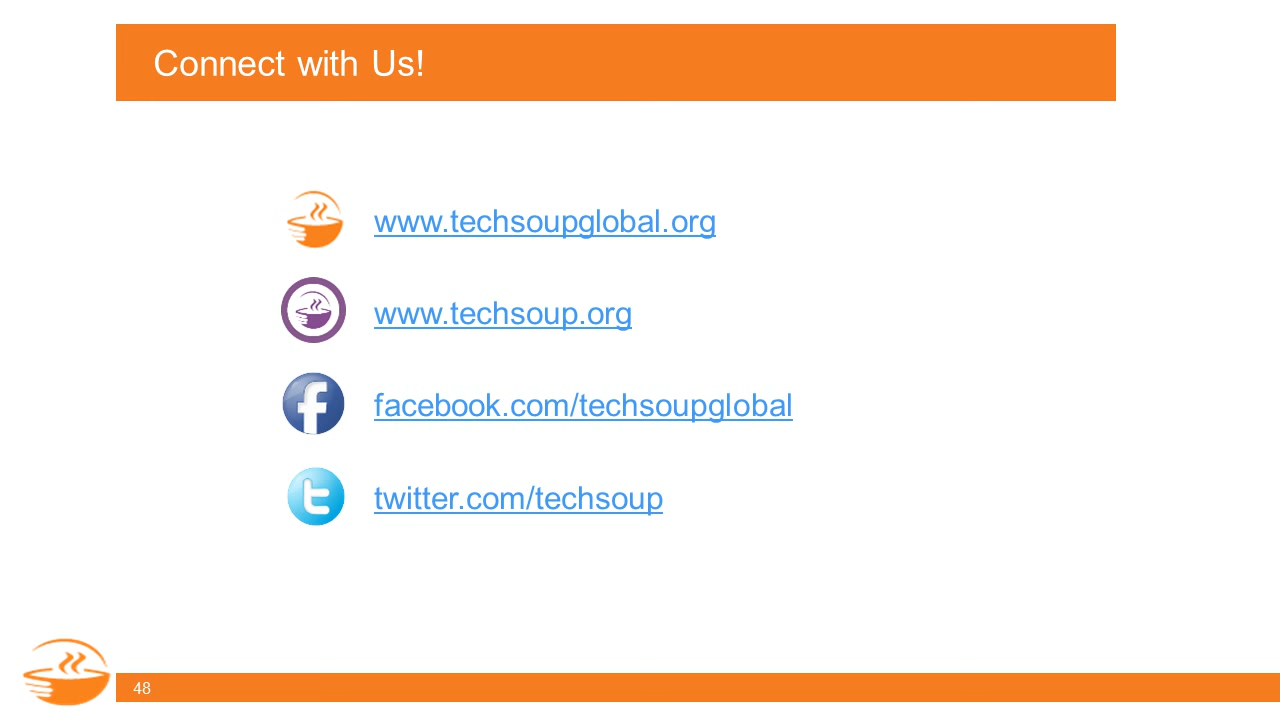 Connect with Us!
www.techsoupglobal.org
www.techsoup.org
facebook.com/techsoupglobal
twitter.com/techsoup
48